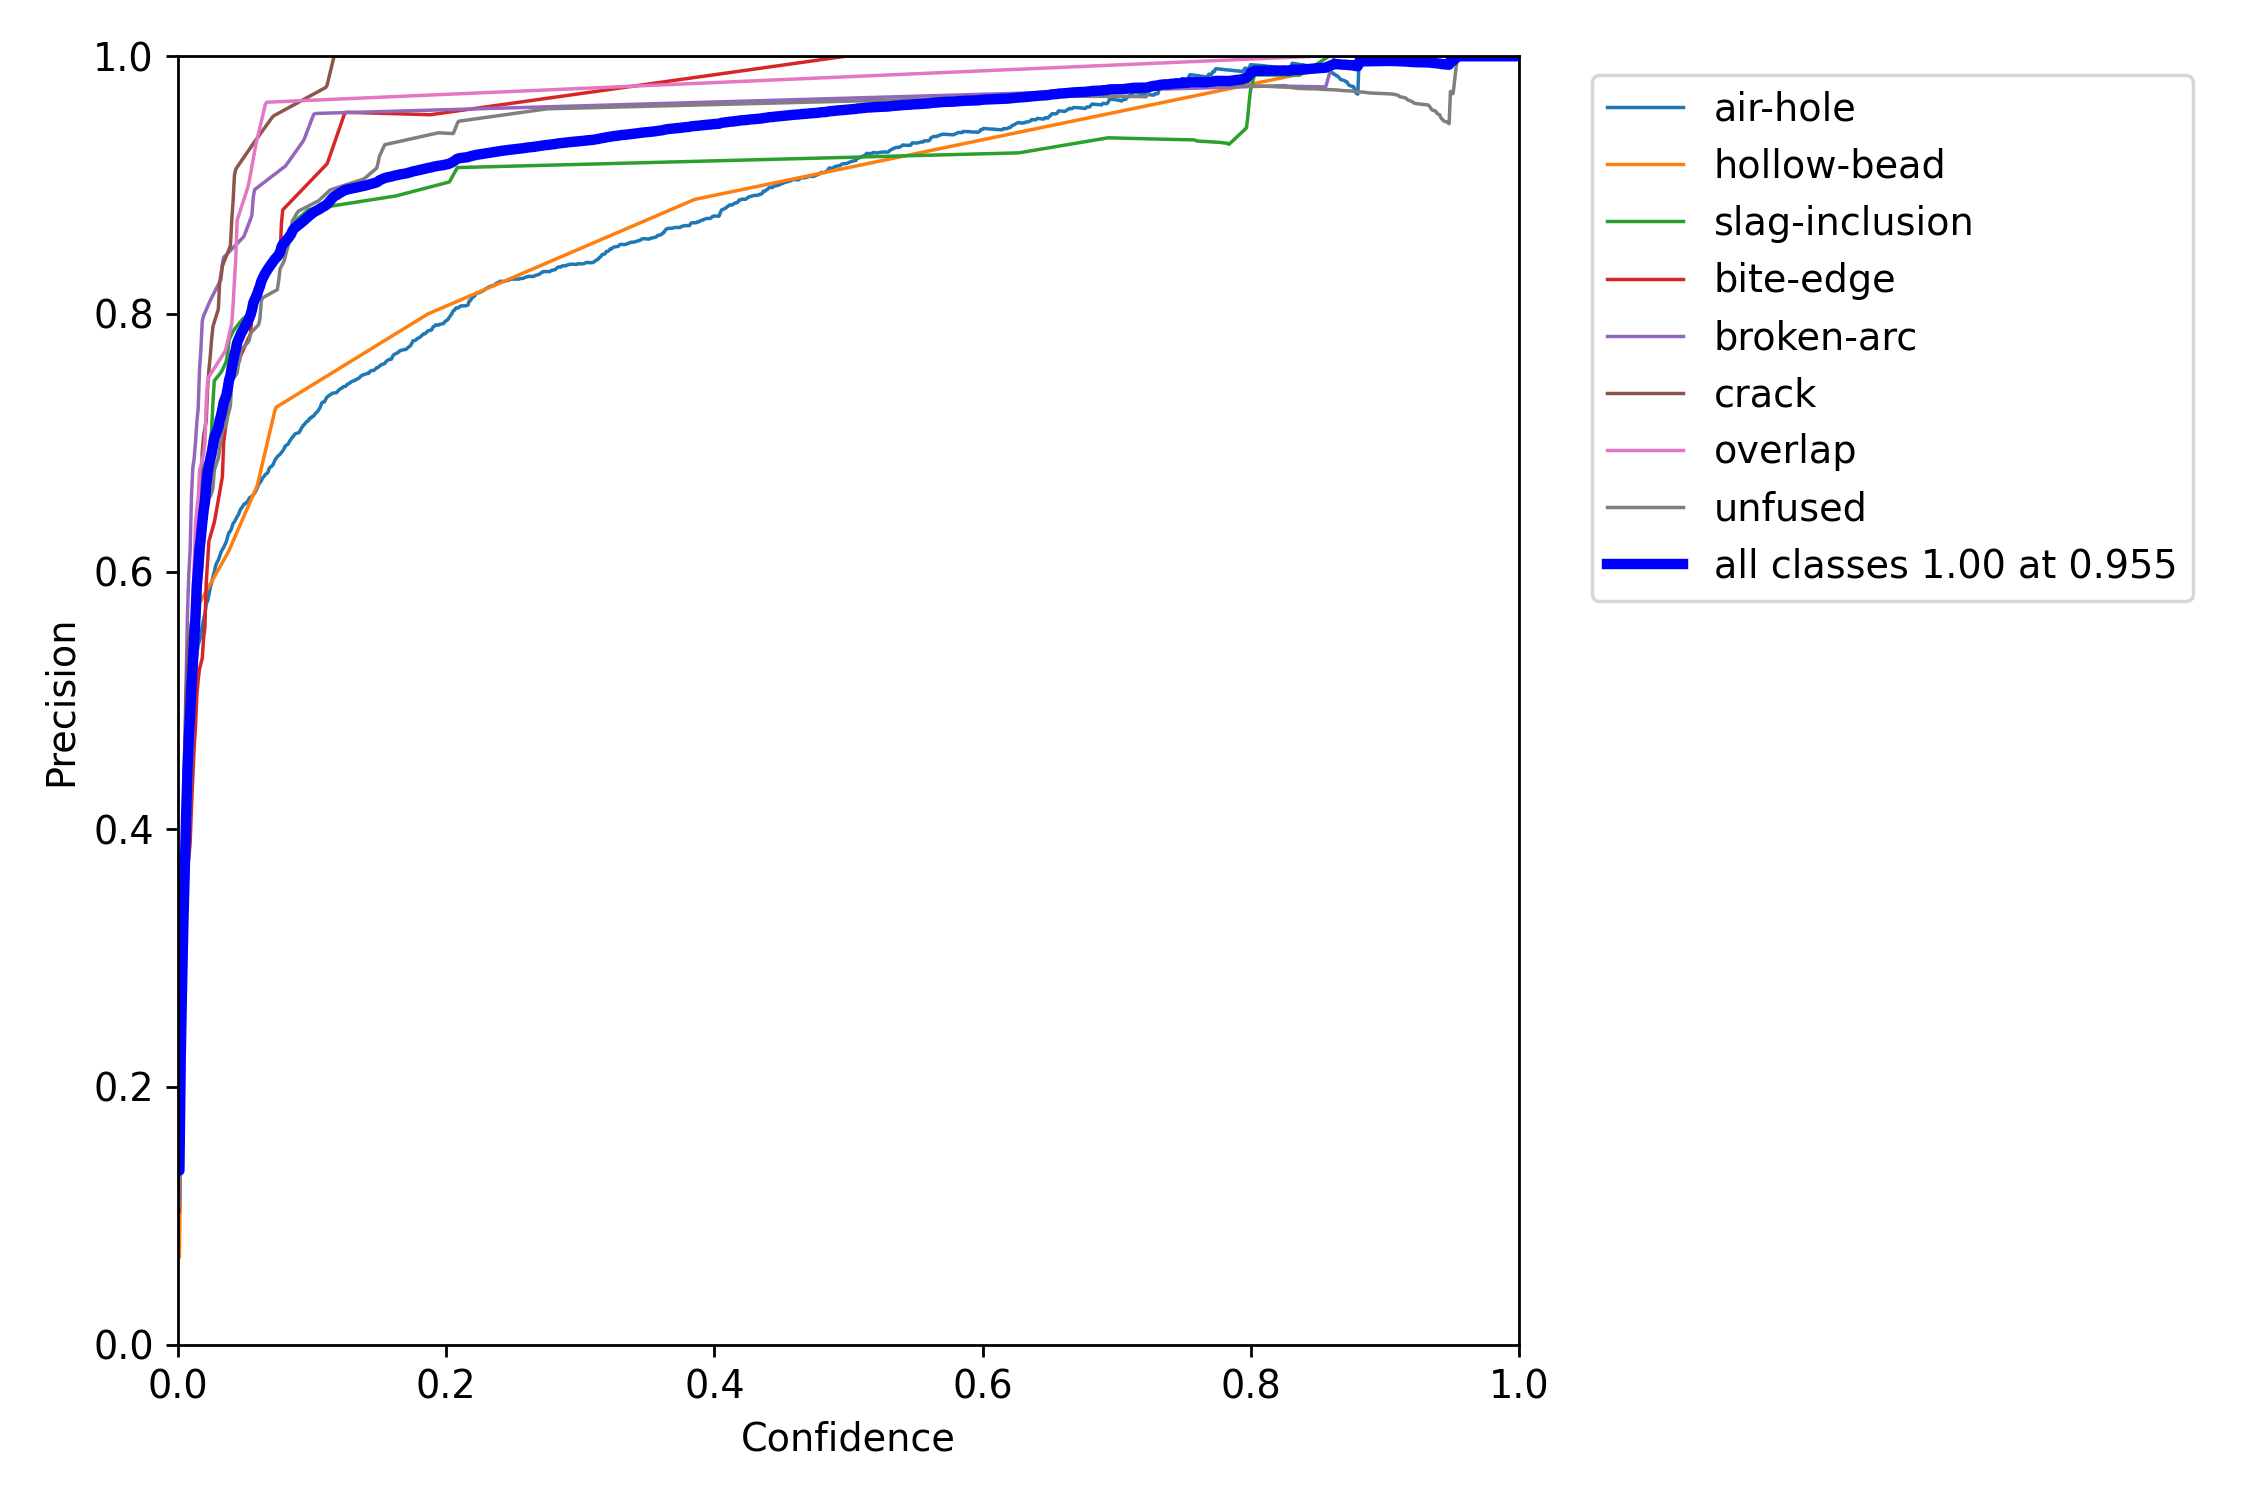 1.0
0.8
0.6
0.4
0.2
0.0
Precision
0.0 0.2 0.4 0.6 0.8 1.0
Confidence
air-hole
hollow-bead
slag-inclusion
bite-edge
broken-arc
crack
overlap
unfused
all classes 1.00 at 0.955